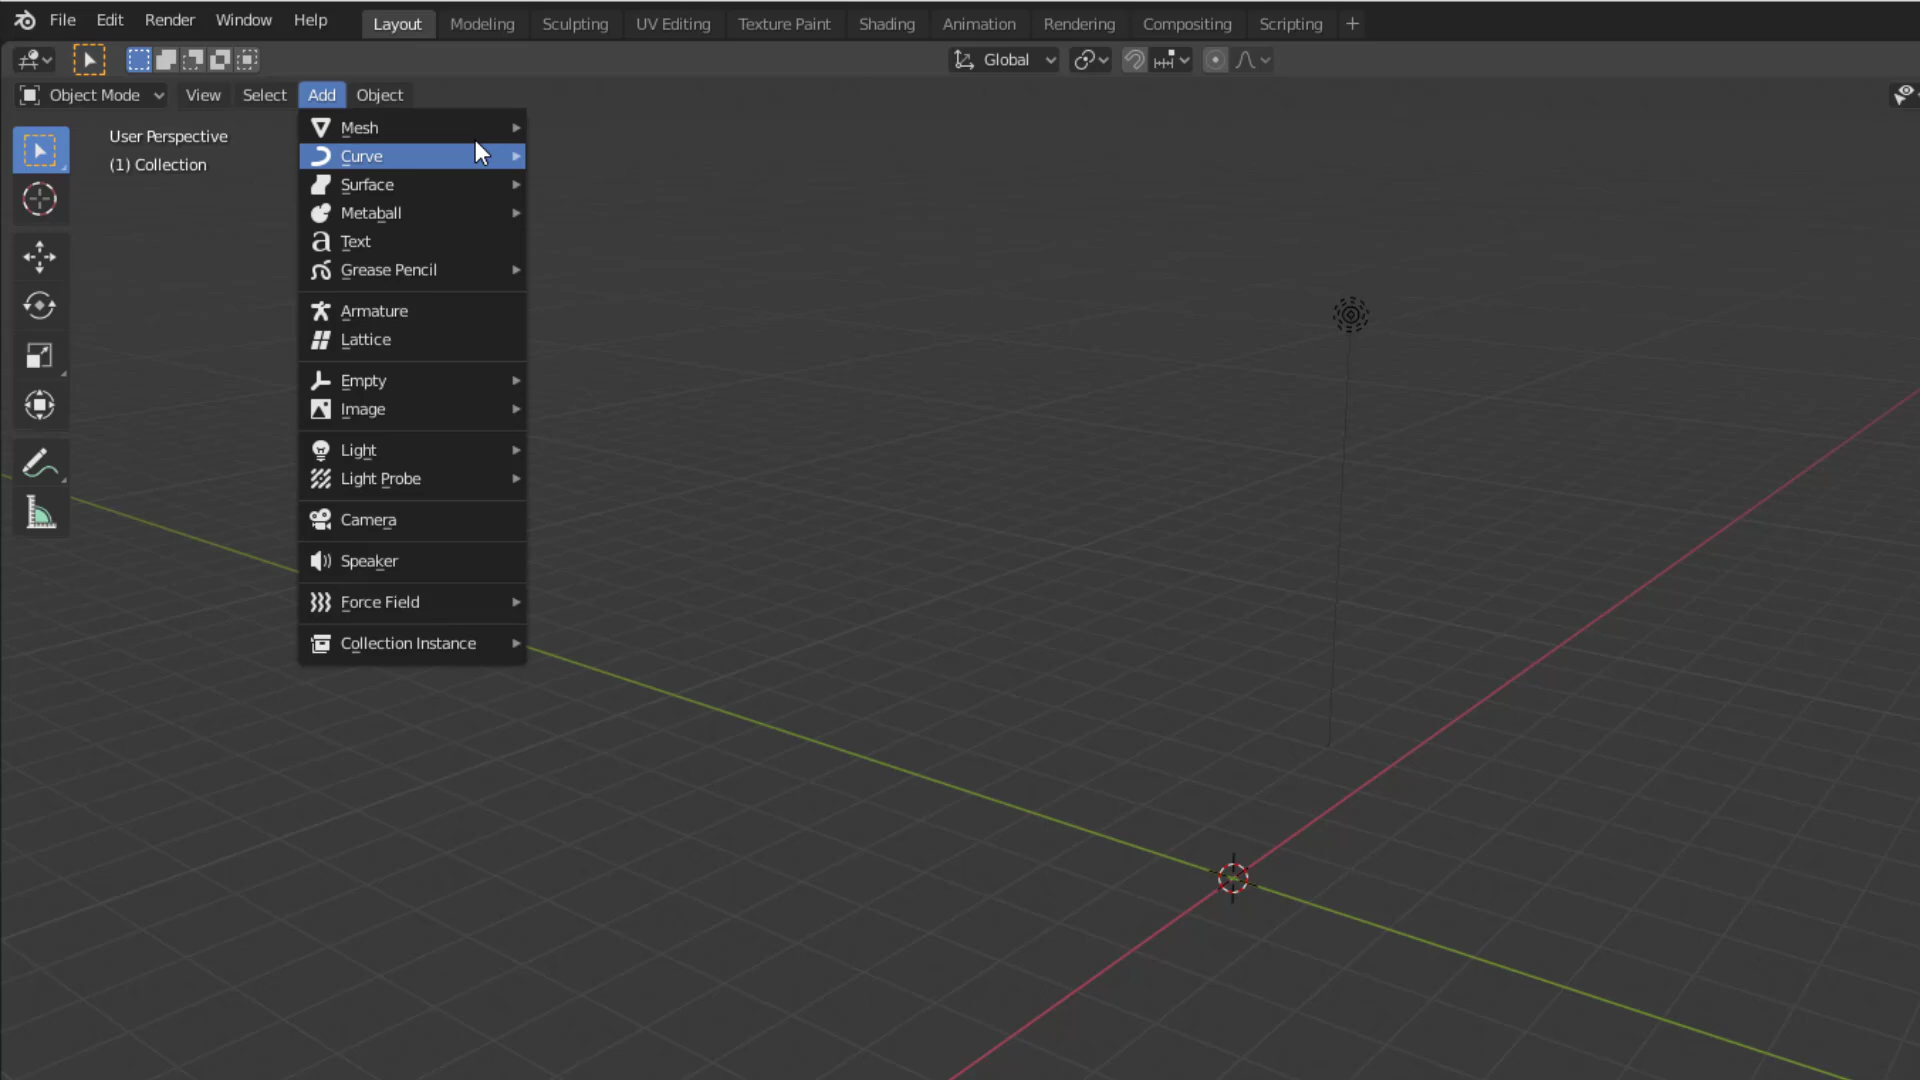 File Edit Render Window Help Layout Modeling Sculpting UV Editing Texture Paint Shading Animation Rendering Compositing Scripting +
Global
Object Mode View Select Add Object
User Perspective
(1) Collection
Mesh
Curve
Surface
Metaball
Text
Grease Pencil
Armature
Lattice
Empty
Image
Light
Light Probe
Camera
Speaker
Force Field
Collection Instance